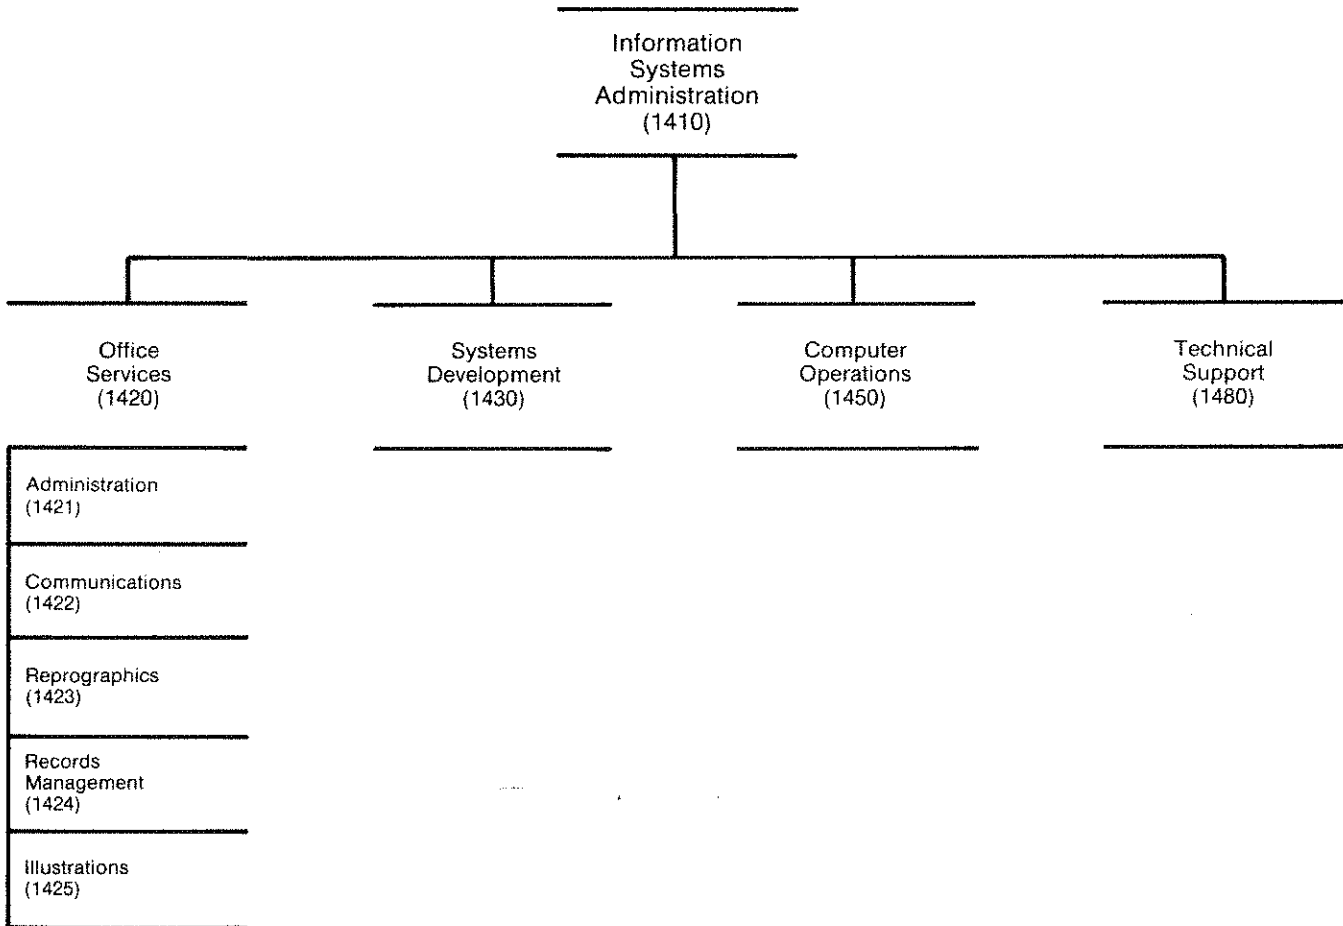 Information
Systems
Administration
(1410)
Office
Services
(1420)
Systems
Development
(1430)
Computer
Operations
(1450)
Technical
Support
(1480)
Administration
(1421)
Communications
(1422)
Reprographics
(1423)
Records
Management
(1424)
Illustrations
(1425)